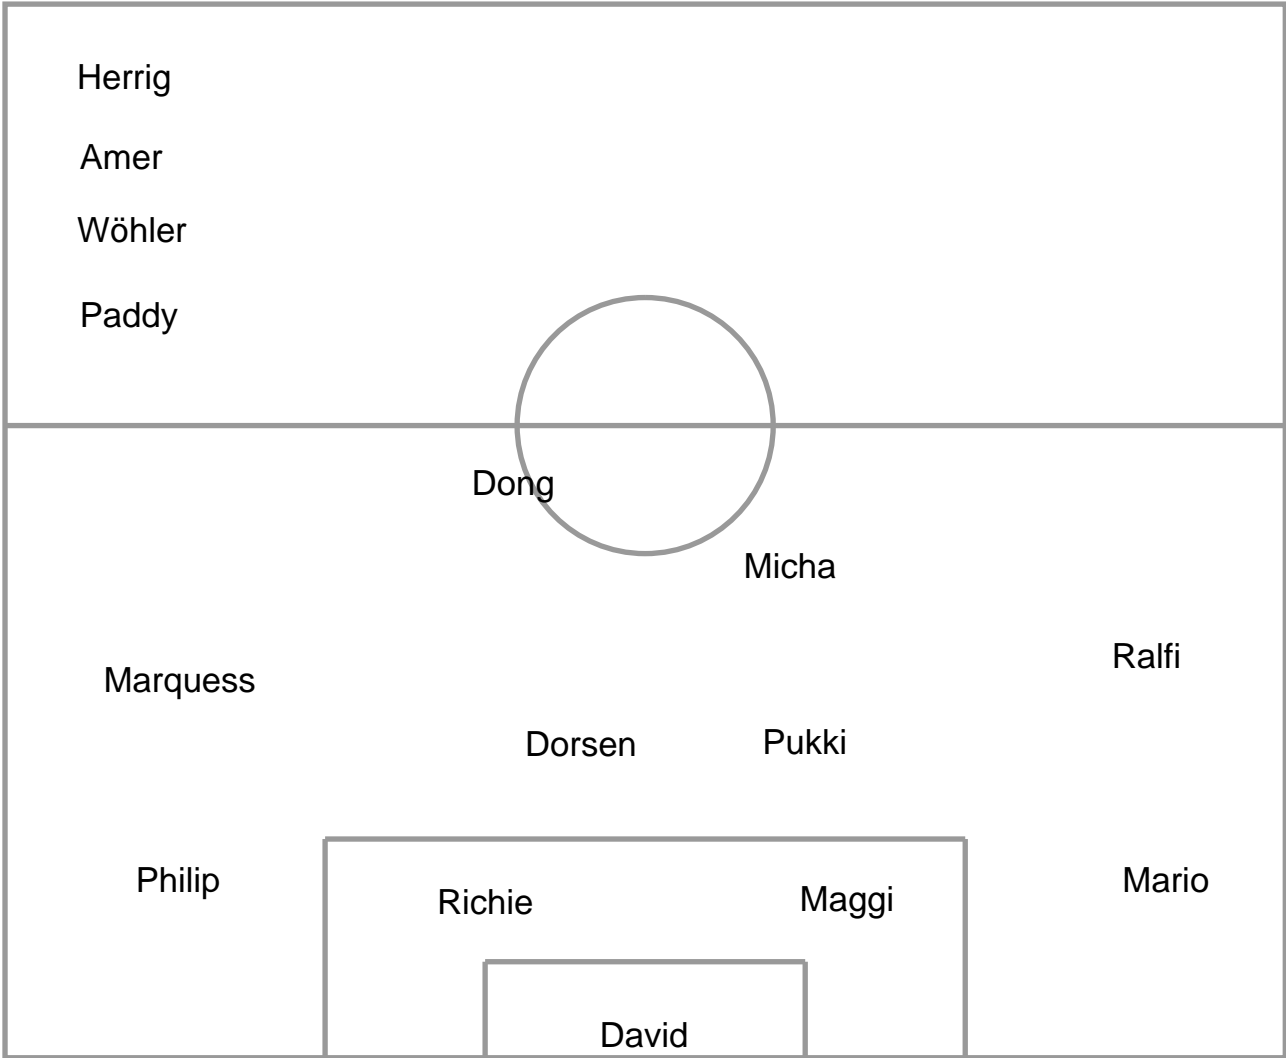 Herrig
Amer
Wöhler
Paddy
Dong
Micha
Ralfi
Marquess
Dorsen
Pukki
Philip
Mario
Richie
Maggi
David